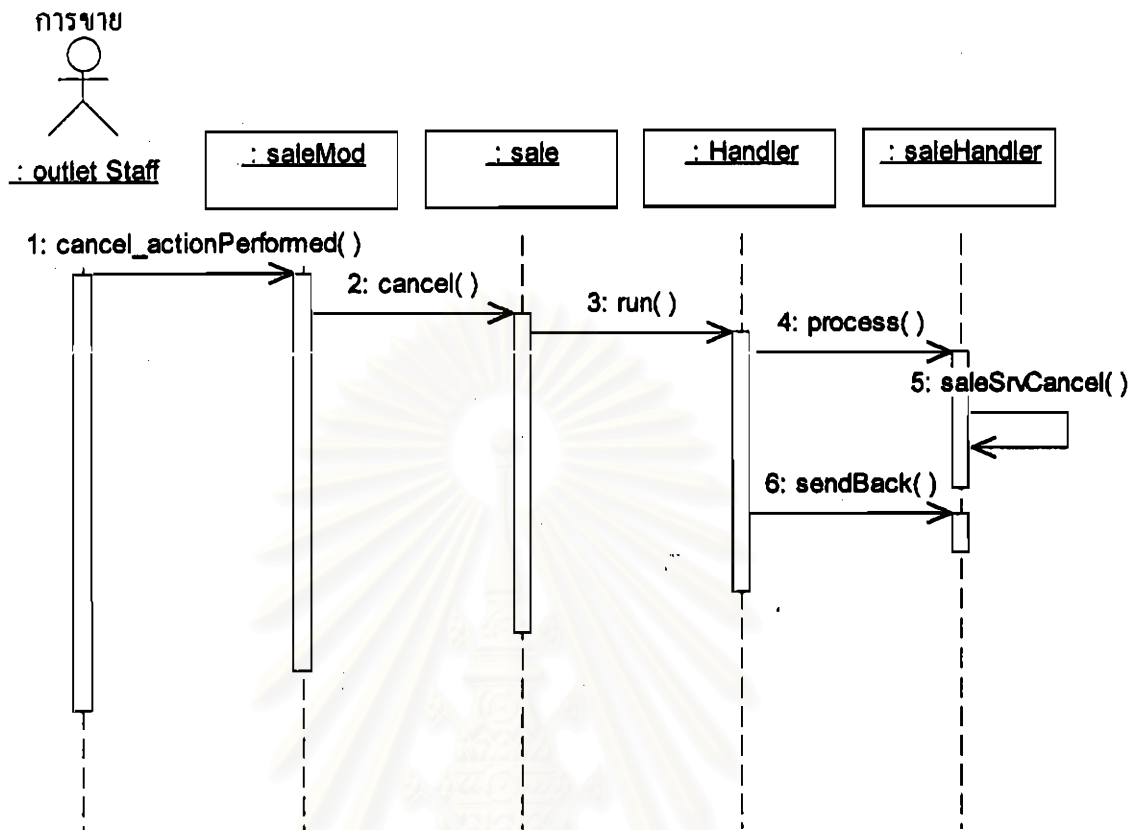 การขาย
: outlet Staff
: saleMod
: sale
: Handler
: saleHandler
1: cancel_actionPerformed( )
2: cancel( )
3: run( )
4: process( )
5: saleSrvCancel( )
6: sendBack( )